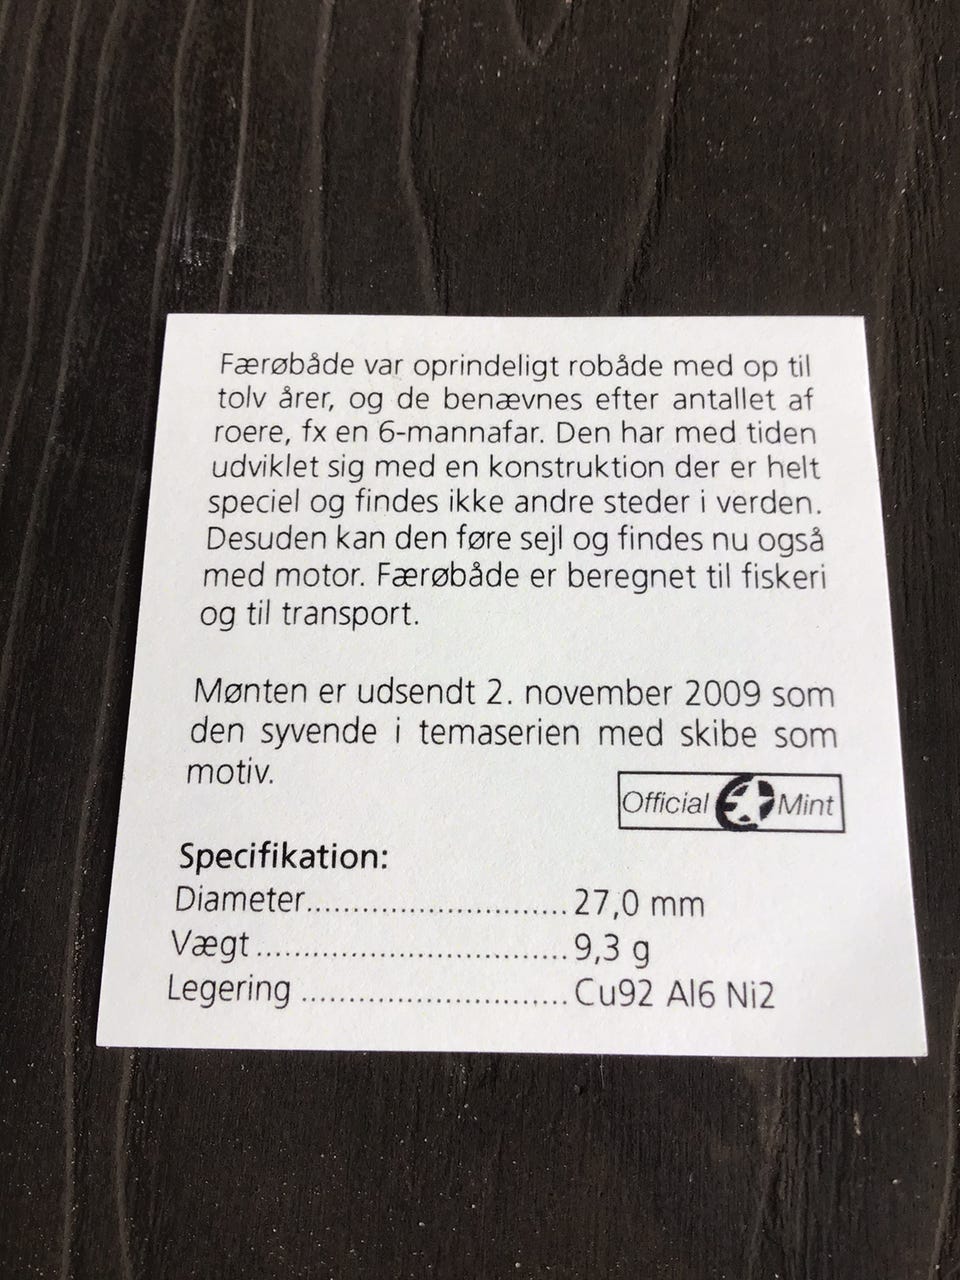 Færøbåde var oprindeligt robåde med op til
tolv årer, og de benævnes efter antallet af
roere, fx en 6-mannafar. Den har med tiden
udviklet sig med en konstruktion der er helt
speciel og findes ikke andre steder i verden.
Desuden kan den føre sejl og findes nu også
med motor. Færøbåde er beregnet til fiskeri
og til transport.
Mønten er udsendt 2. november 2009 som
den syvende i temaserien med skibe som
motiv.
Official Mint
Specifikation:
Diameter.............................27,0 mm
Vægt..................................9,3 g
Legering.............................Cu92 Al6 Ni2